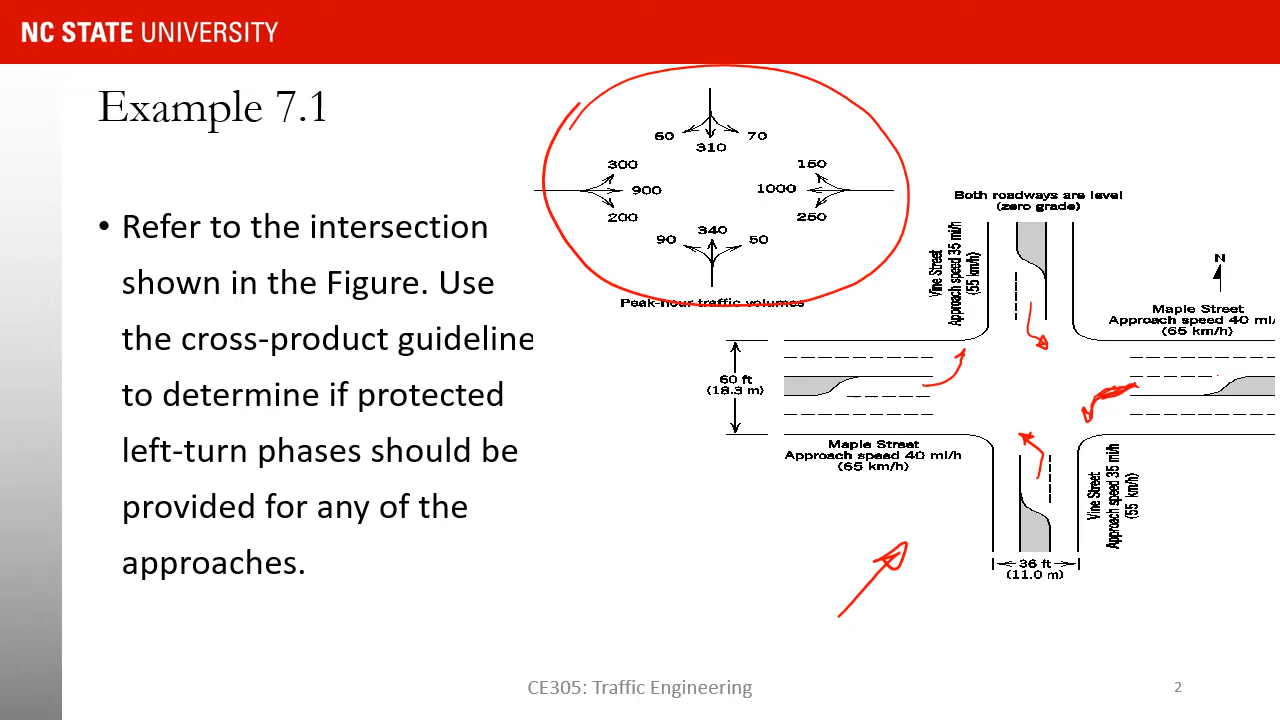 NC STATE UNIVERSITY
Example 7.1
• Refer to the intersection
shown in the Figure. Use
the cross-product guideline
to determine if protected
left-turn phases should be
provided for any of the
approaches.
60
70
310
300
150
900
1000
200
250
340
90
50
Peak-hour traffic volumes
Both roadways are level
(zero grade)
Vine Street
Approach speed 35 mi/h
(55 km/h)
N
Maple Street
Approach speed 40 mi/
(65 km/h)
60 ft
(18.3 m)
Maple Street
Approach speed 40 mi/h
(65 km/h)
Vine Street
Approach speed 35 mi/h
(55 km/h)
36 ft
(11.0 m)
CE305: Traffic Engineering
2